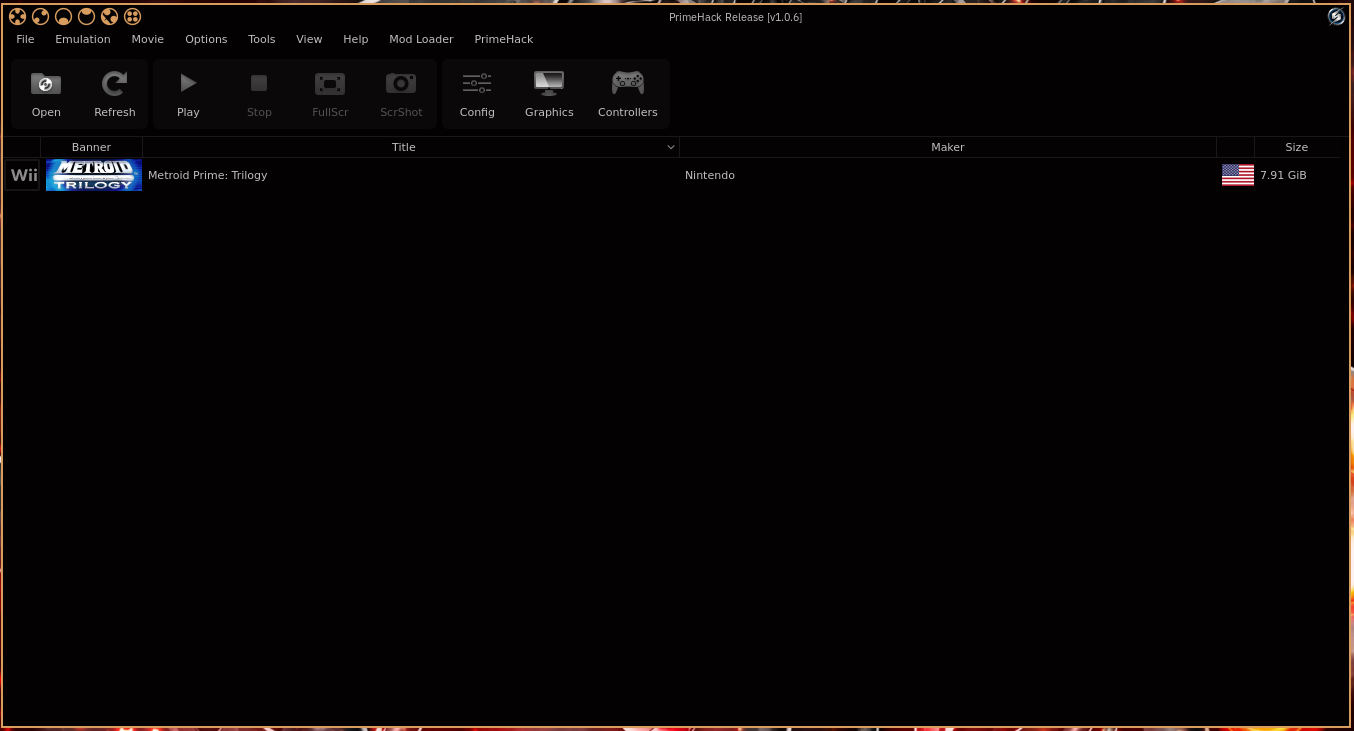 PrimeHack Release [v1.0.6]
File Emulation Movie Options Tools View Help Mod Loader PrimeHack
Open Refresh Play Stop FullScr ScrShot Config Graphics Controllers
Banner Title Maker Size
Wii METROID TRILOGY Metroid Prime: Trilogy Nintendo 7.91 GiB